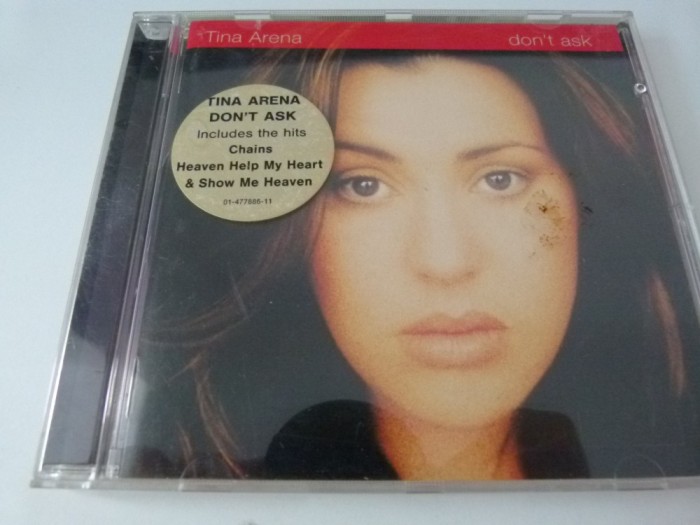 Tina Arena don't ask
TINA ARENA
DON'T ASK
Includes the hits
Chains
Heaven Help My Heart
& Show Me Heaven
01-477886-11